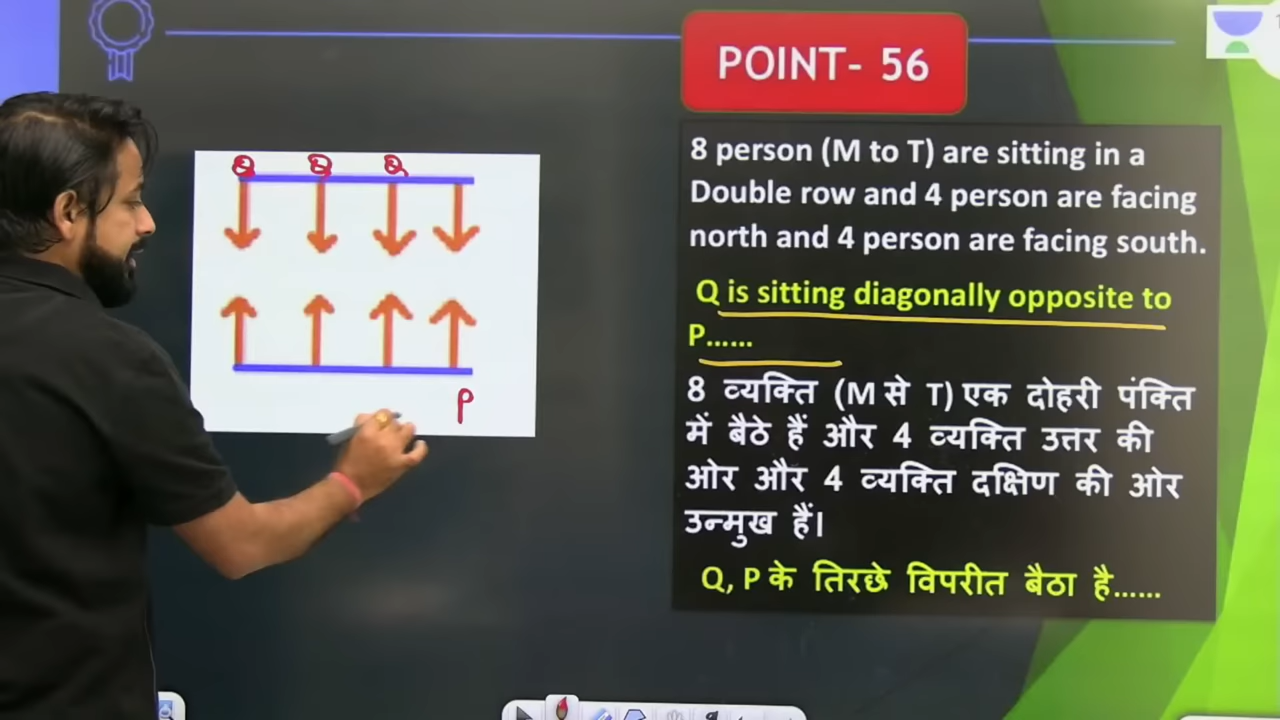 POINT- 56
8 person (M to T) are sitting in a
Double row and 4 person are facing
north and 4 person are facing south.
Q is sitting diagonally opposite to
P......
8 व्यक्ति (M से T) एक दोहरी पंक्ति
में बैठे हैं और 4 व्यक्ति उत्तर की
ओर और 4 व्यक्ति दक्षिण की ओर
उन्मुख हैं।
Q, P के तिरछे विपरीत बैठा है......
Q Q Q
P